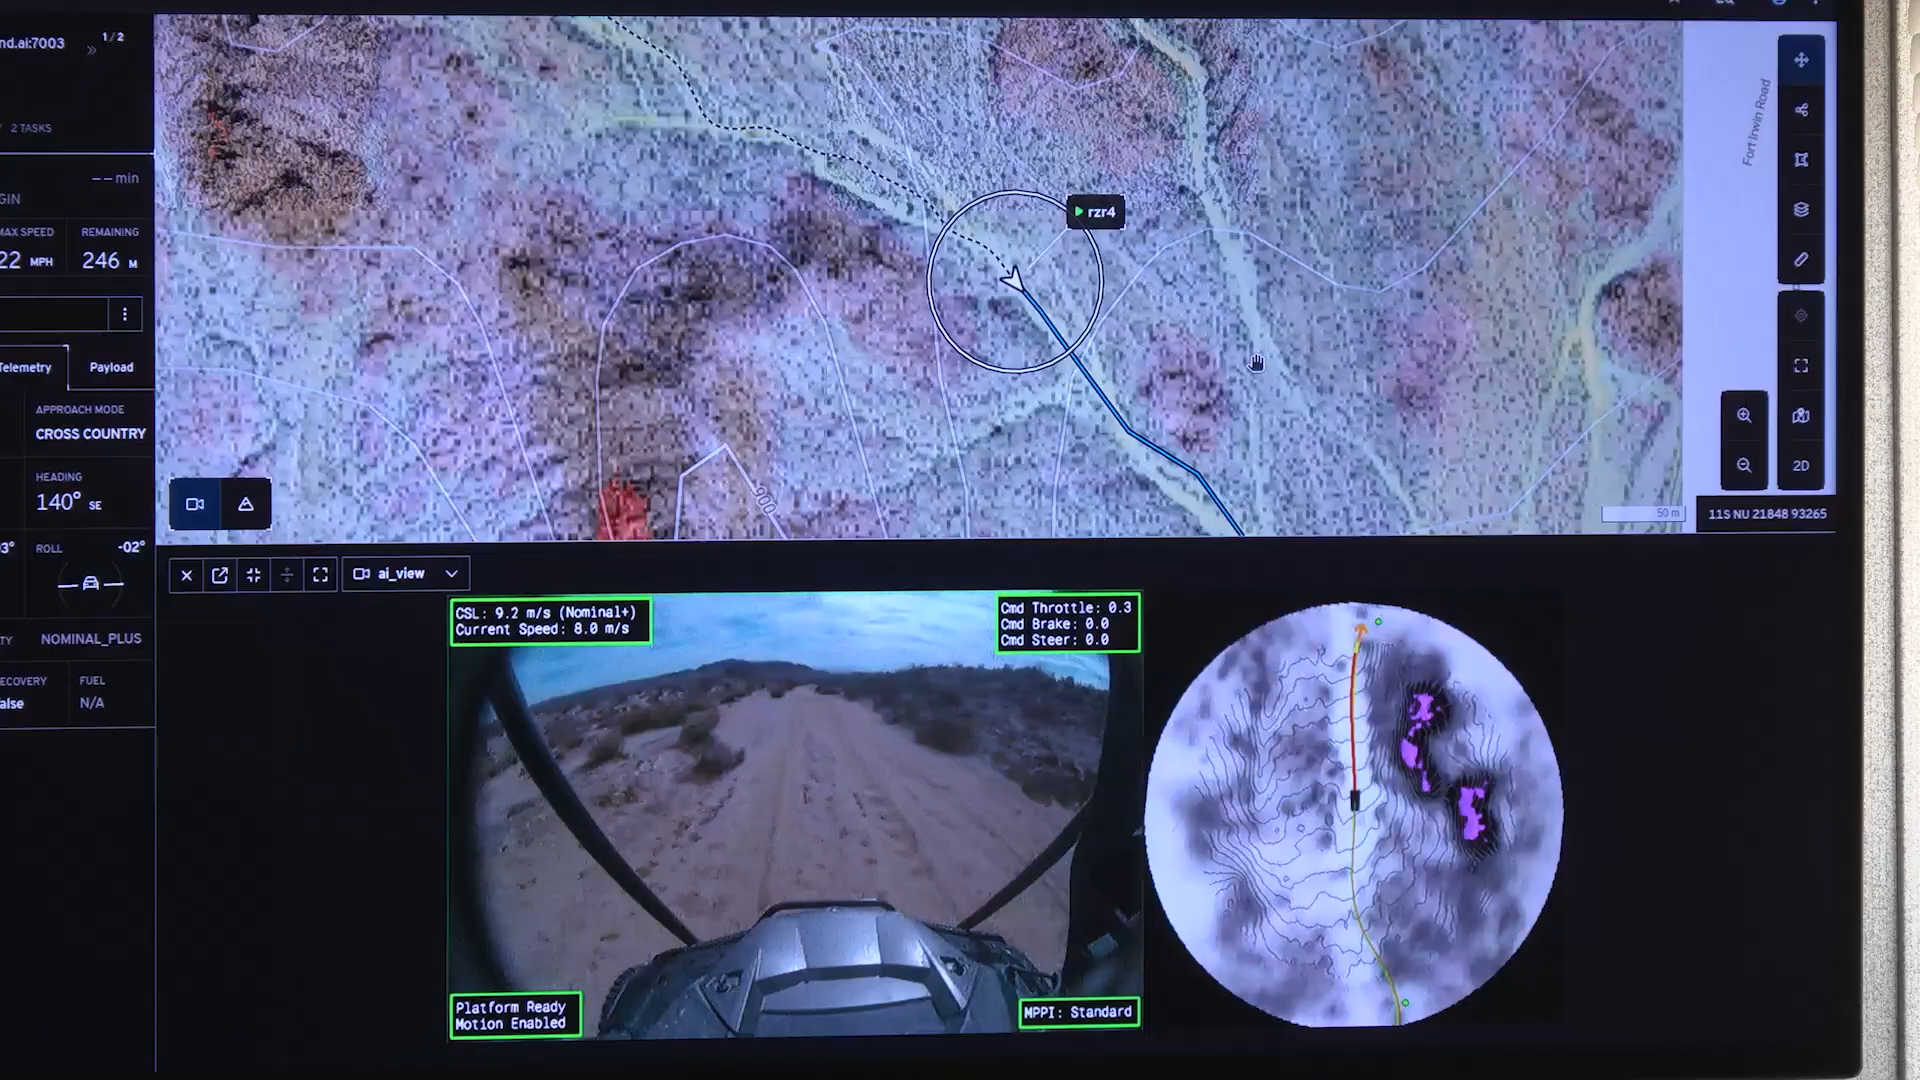 nd.ai:7003
1/2
2 TASKS
-- min
GIN
MAX SPEED
22 MPH
REMAINING
246 M
Telemetry
Payload
APPROACH MODE
CROSS COUNTRY
HEADING
140° SE
3°
ROLL
-02°
TY
NOMINAL_PLUS
ECOVERY
alse
FUEL
N/A
rzr4
900
Fort Irwin Road
2D
50 m
11S NU 21848 93265
ai_view
CSL: 9.2 m/s (Nominal+)
Current Speed: 8.0 m/s
Cmd Throttle: 0.3
Cmd Brake: 0.0
Cmd Steer: 0.0
Platform Ready
Motion Enabled
MPPI: Standard